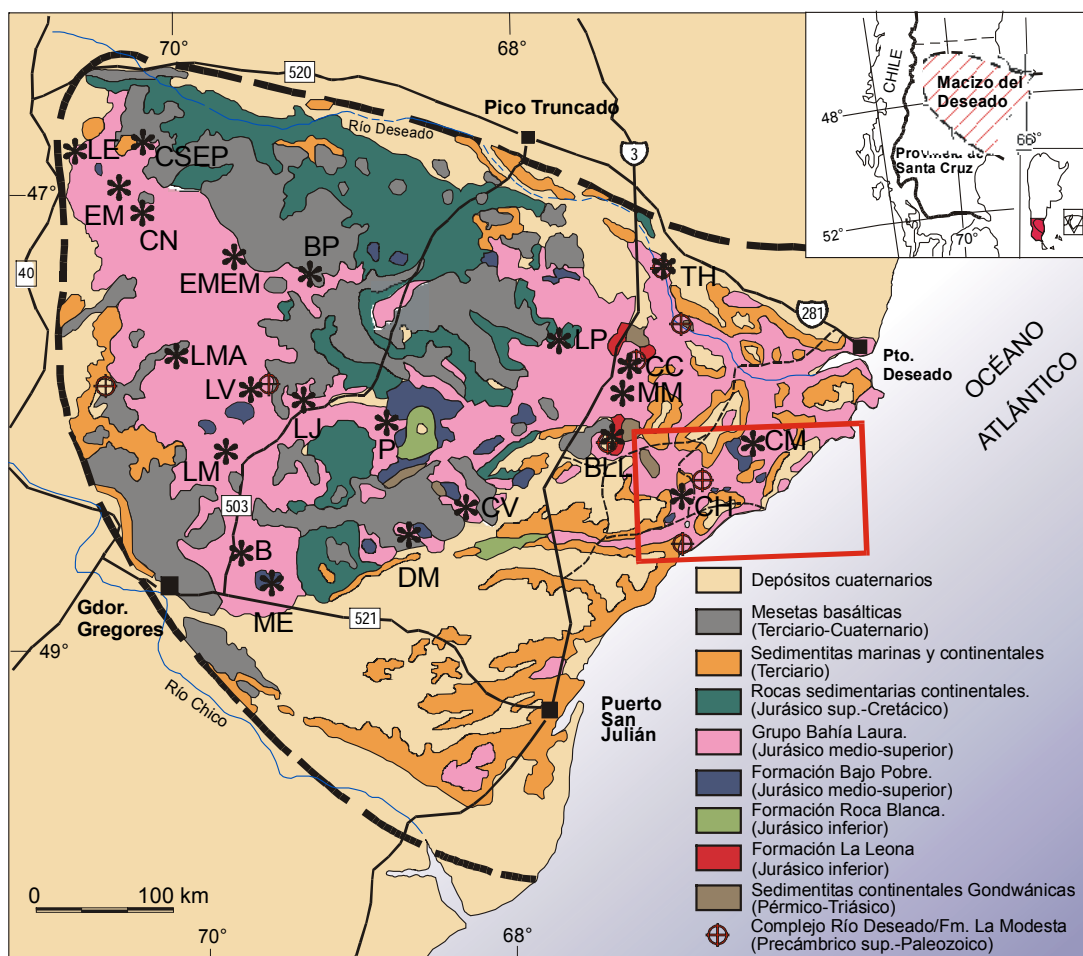 70°
68°
520
Pico Truncado
Río Deseado
3
LE
CSEP
47°
EM
CN
BP
EMEM
40
TH
281
LP
LMA
CC
Pto.
Deseado
LV
MM
LJ
P
OCÉANO
ATLÁNTICO
LM
BLL
CM
503
CV
CH
B
DM
ME
Gdor.
Gregores
521
49°
Río Chico
Puerto
San
Julián
0
100 km
70°
68°
CHILE
Macizo del
Deseado
48°
66°
Santa Cruz
52°
70°
Depósitos cuaternarios
Mesetas basálticas
(Terciario-Cuaternario)
Sedimentitas marinas y continentales
(Terciario)
Rocas sedimentarias continentales.
(Jurásico sup.-Cretácico)
Grupo Bahía Laura.
(Jurásico medio-superior)
Formación Bajo Pobre.
(Jurásico medio-superior)
Formación Roca Blanca.
(Jurásico inferior)
Formación La Leona
(Jurásico inferior)
Sedimentitas continentales Gondwánicas
(Pérmico-Triásico)
Complejo Río Deseado/Fm. La Modesta
(Precámbrico sup.-Paleozoico)